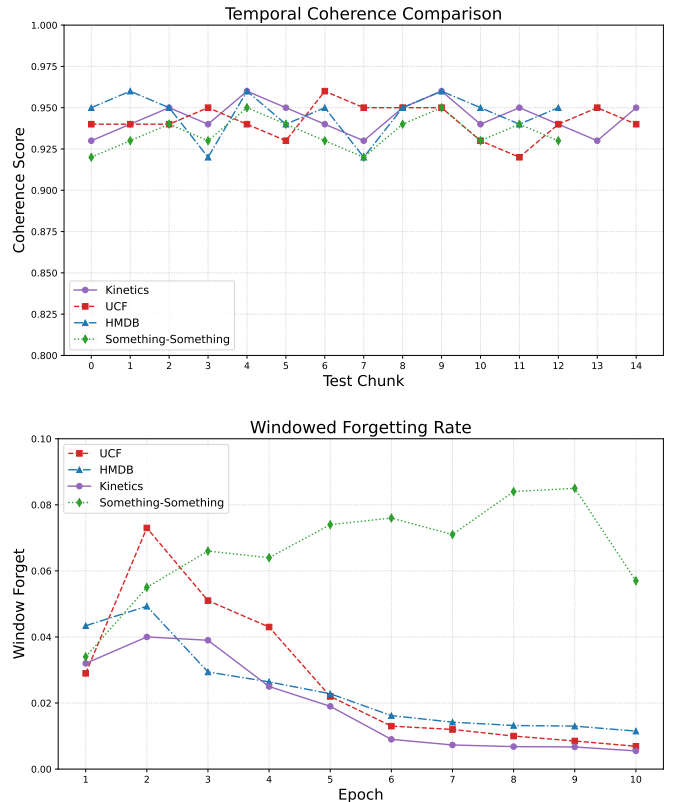 Temporal Coherence Comparison
1.000
0.975
0.950
0.925
0.900
0.875
0.850
0.825
0.800
Coherence Score
Kinetics
UCF
HMDB
Something-Something
0 1 2 3 4 5 6 7 8 9 10 11 12 13 14
Test Chunk
Windowed Forgetting Rate
0.10
0.08
0.06
0.04
0.02
0.00
Window Forget
UCF
HMDB
Kinetics
Something-Something
1 2 3 4 5 6 7 8 9 10
Epoch